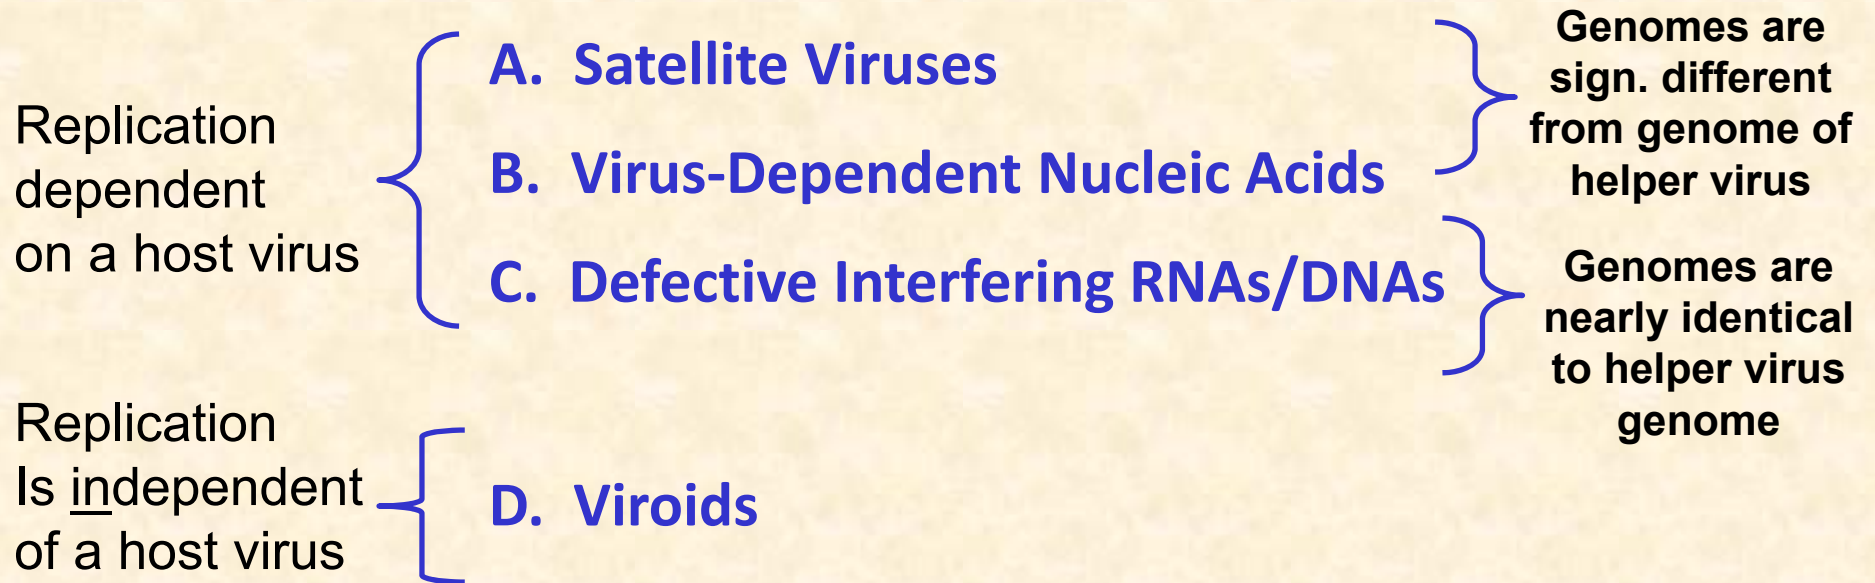 Replication
dependent
on a host virus
A. Satellite Viruses
B. Virus-Dependent Nucleic Acids
C. Defective Interfering RNAs/DNAs
Genomes are
sign. different
from genome of
helper virus
Genomes are
nearly identical
to helper virus
genome
Replication
Is independent
of a host virus
D. Viroids